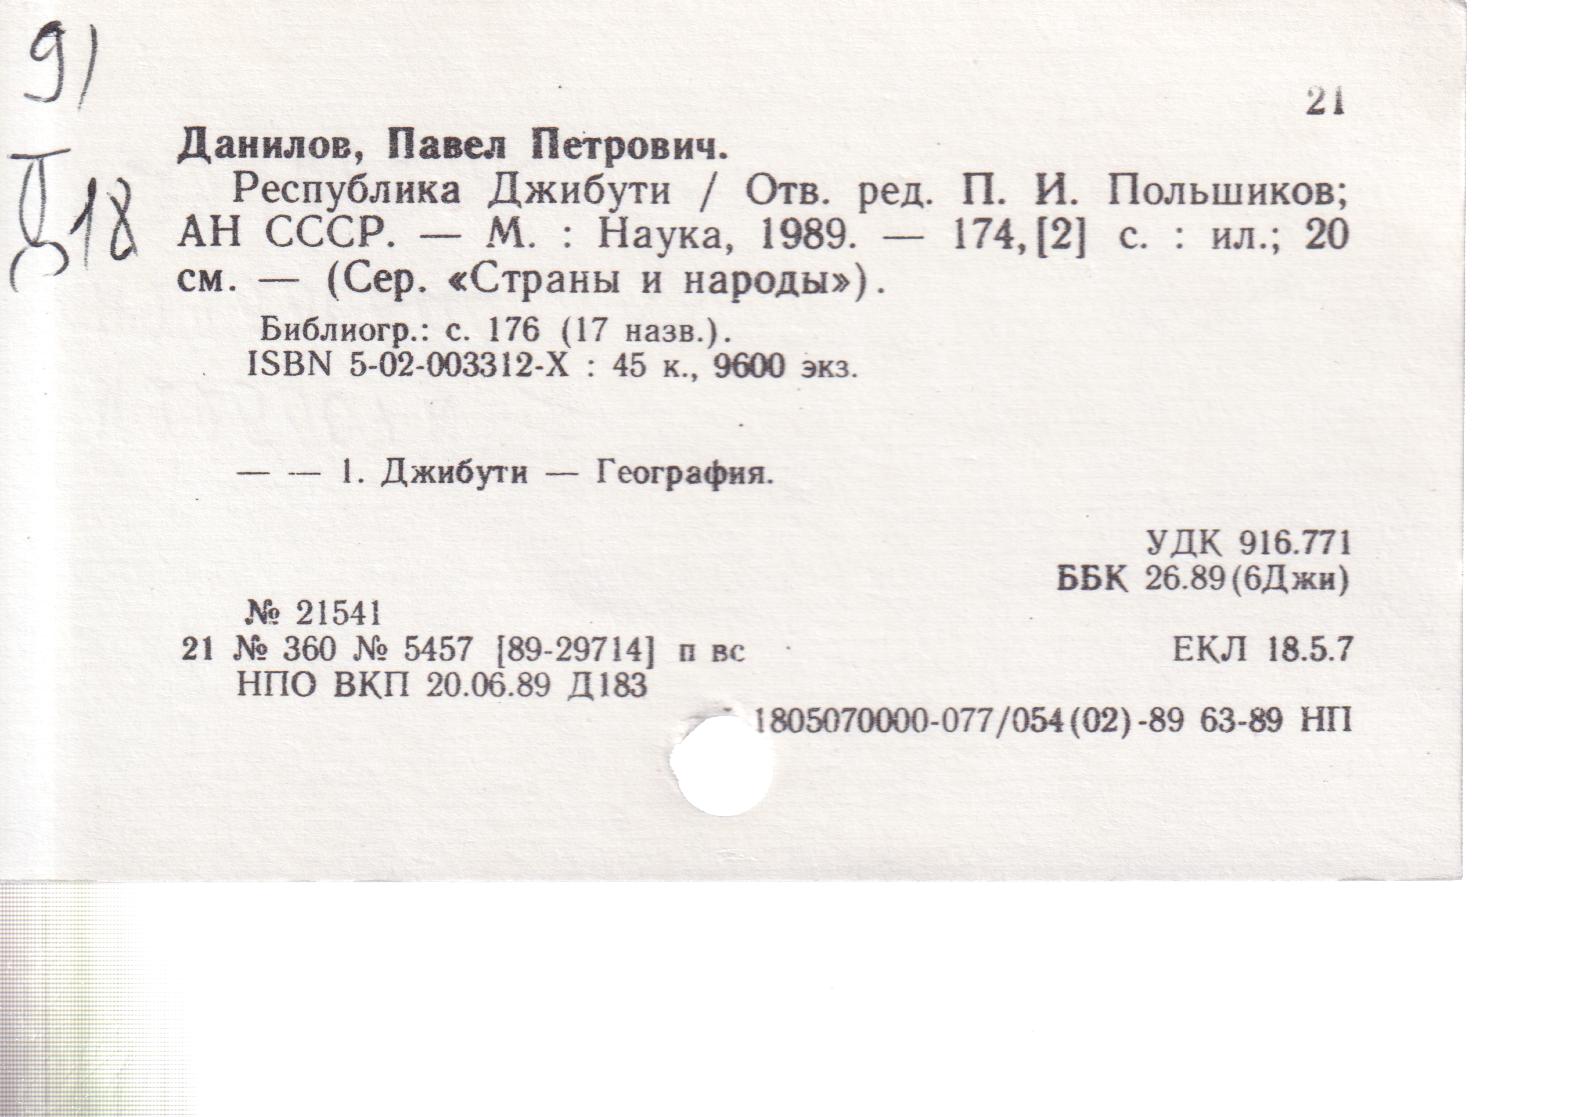 91
Д18
21
Данилов, Павел Петрович.
Республика Джибути / Отв. ред. П. И. Польшиков;
АН СССР. — М. : Наука, 1989. — 174,[2] с. : ил.; 20
см. — (Сер. «Страны и народы»).
Библиогр.: с. 176 (17 назв.).
ISBN 5-02-003312-X : 45 к., 9600 экз.
— — 1. Джибути — География.
УДК 916.771
ББК 26.89(6Джи)
№ 21541
21 № 360 № 5457 [89-29714] п вс ЕКЛ 18.5.7
НПО ВКП 20.06.89 Д183
1805070000-077/054(02)-89 63-89 НП